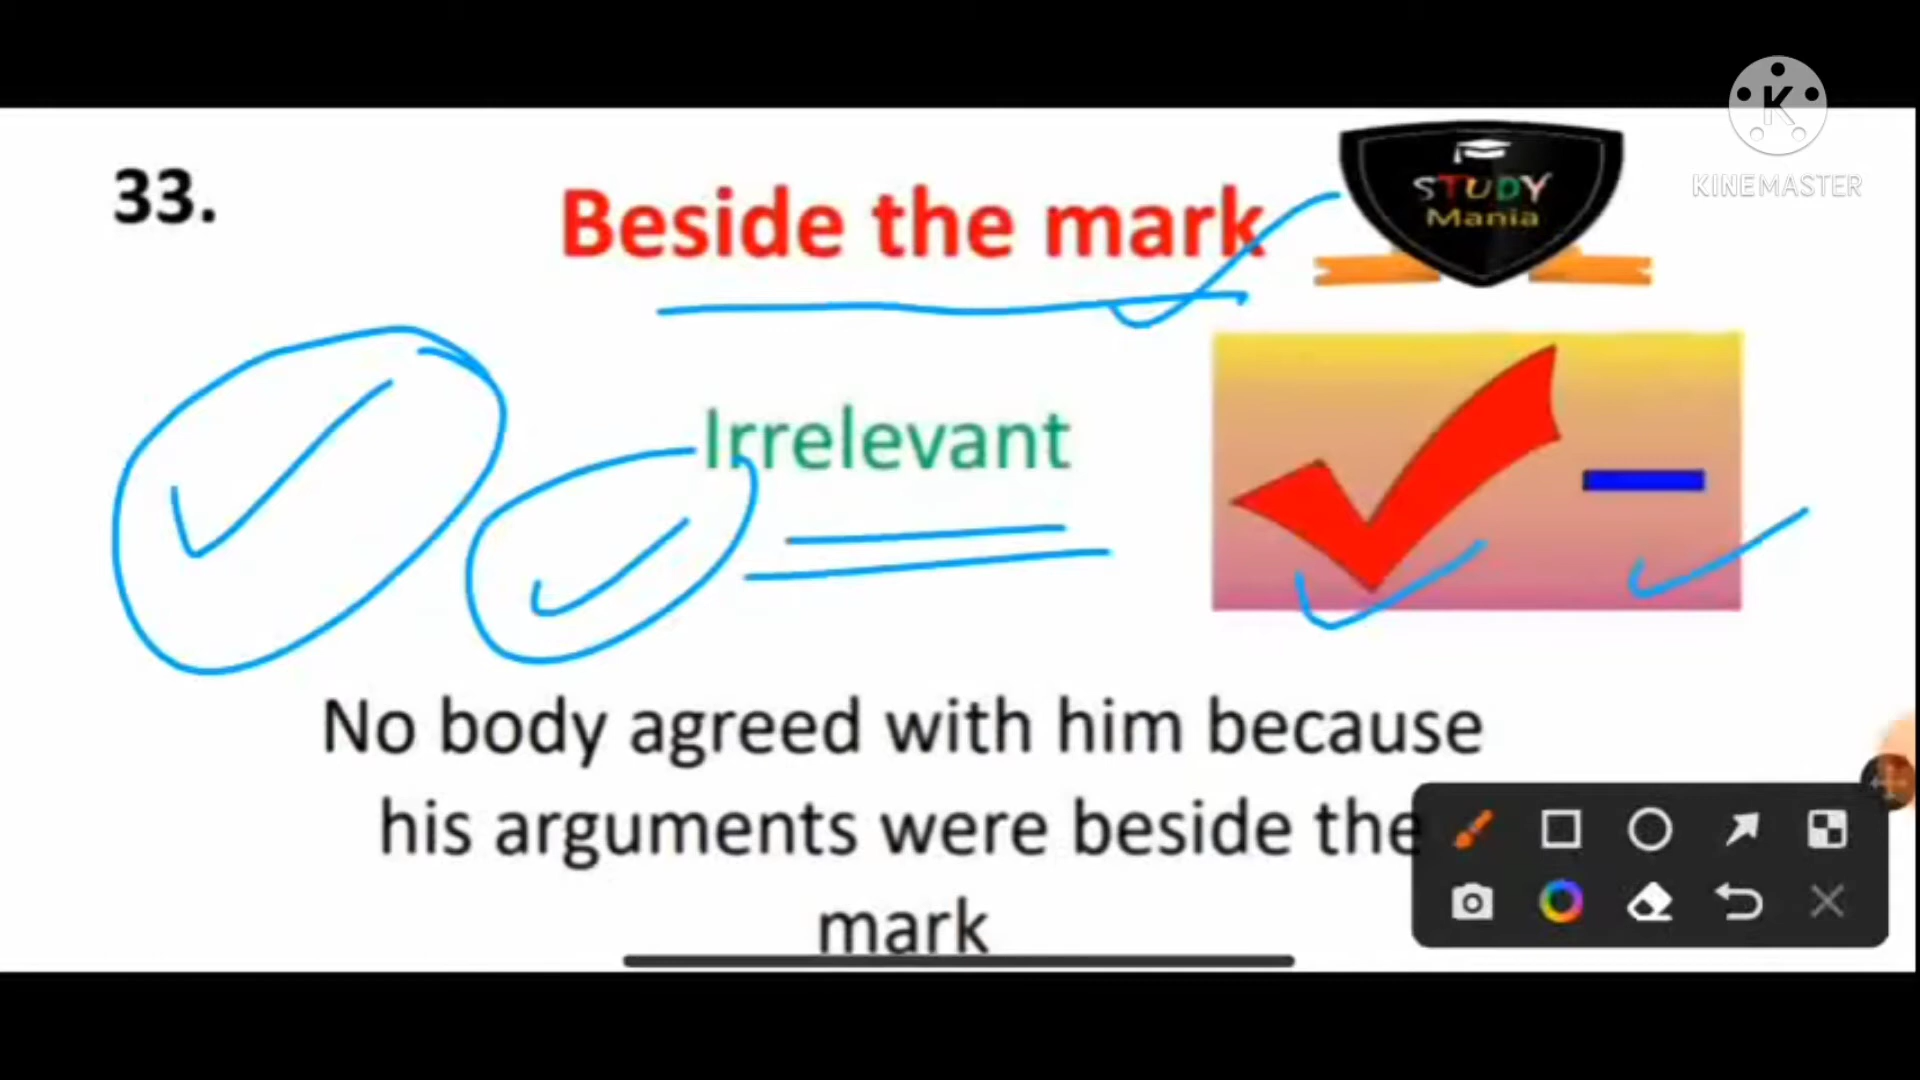 K
KINEMASTER
33.
Beside the mark
STUDY
Mania
Irrelevant
No body agreed with him because
his arguments were beside the
mark